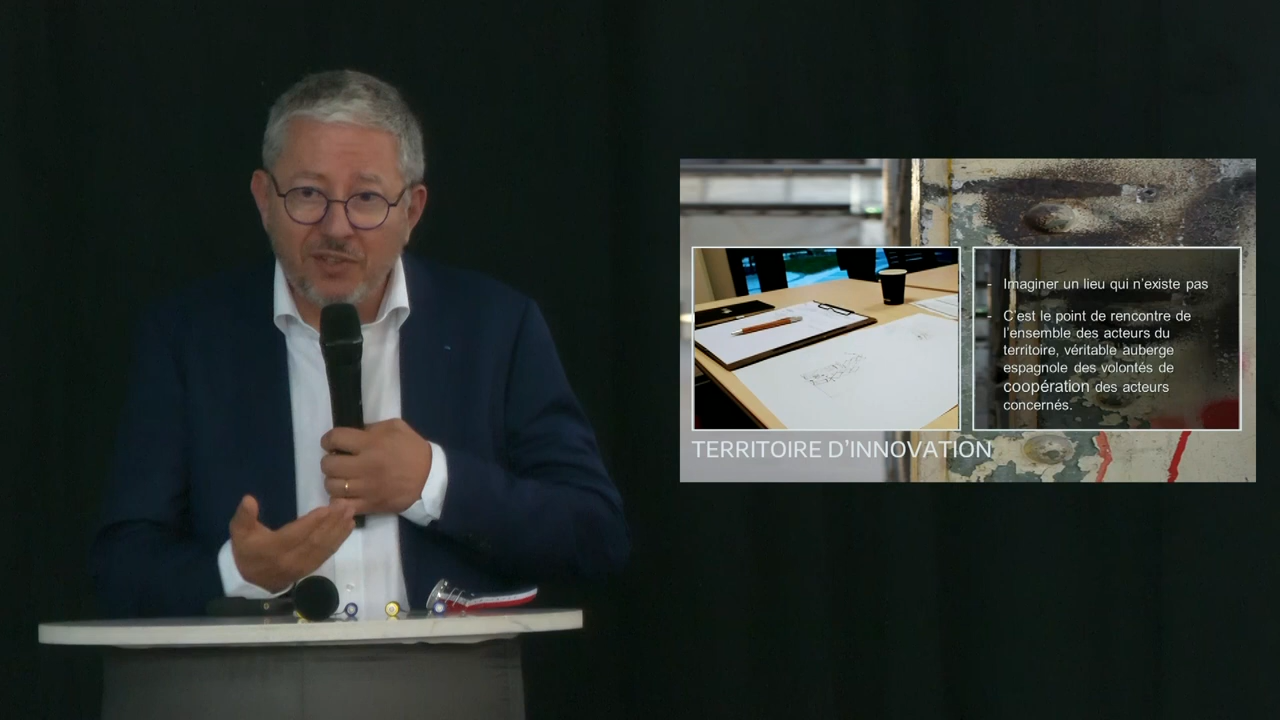 - Imaginer un lieu qui n’existe pas
C’est le point de rencontre de
l’ensemble des acteurs du
territoire, véritable auberge
espagnole des volontés de
coopération des acteurs
concernés.
TERRITOIRE D’INNOVATION